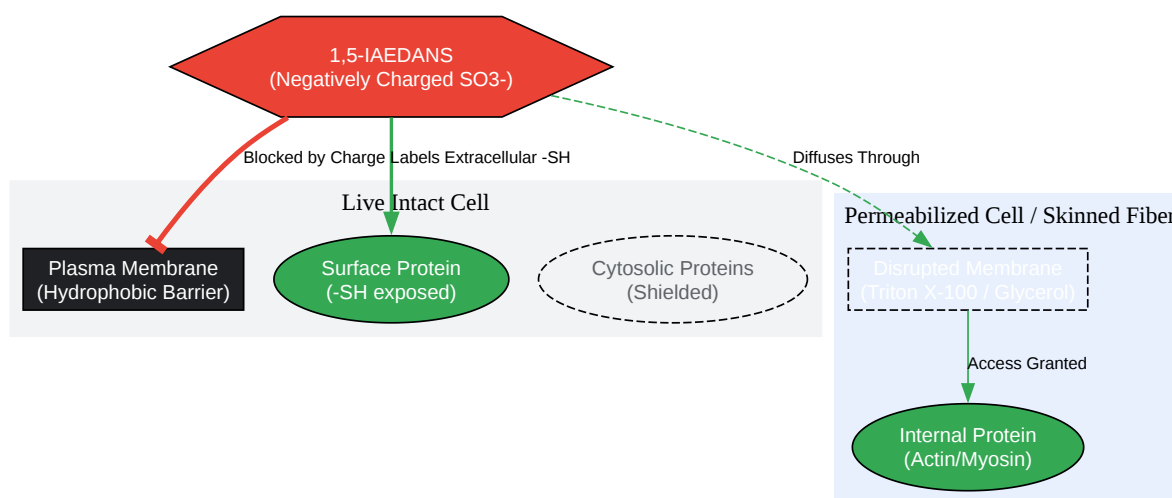 1,5-IAEDANS
(Negatively Charged SO3-)
Blocked by Charge
Labels Extracellular -SH
Diffuses Through
Live Intact Cell
Permeabilized Cell / Skinned Fiber
Plasma Membrane
(Hydrophobic Barrier)
Surface Protein
(-SH exposed)
Cytosolic Proteins
(Shielded)
Disrupted Membrane
(Triton X-100 / Glycerol)
Access Granted
Internal Protein
(Actin/Myosin)